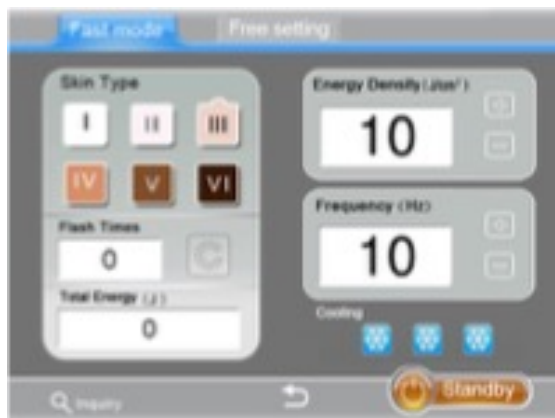 Fast mode
Free setting
Skin Type
I
II
III
IV
V
VI
Flash Times
0
Total Energy (J)
0
Energy Density(J/cm²)
10
Frequency (Hz)
10
Cooling
Inquiry
Standby